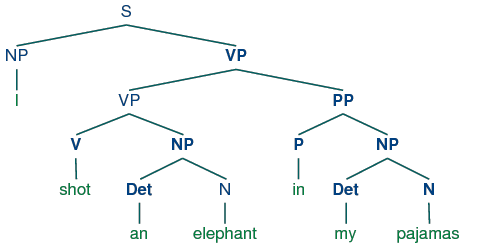 S
NP VP
I VP PP
V NP P NP
shot Det N in Det N
an elephant my pajamas